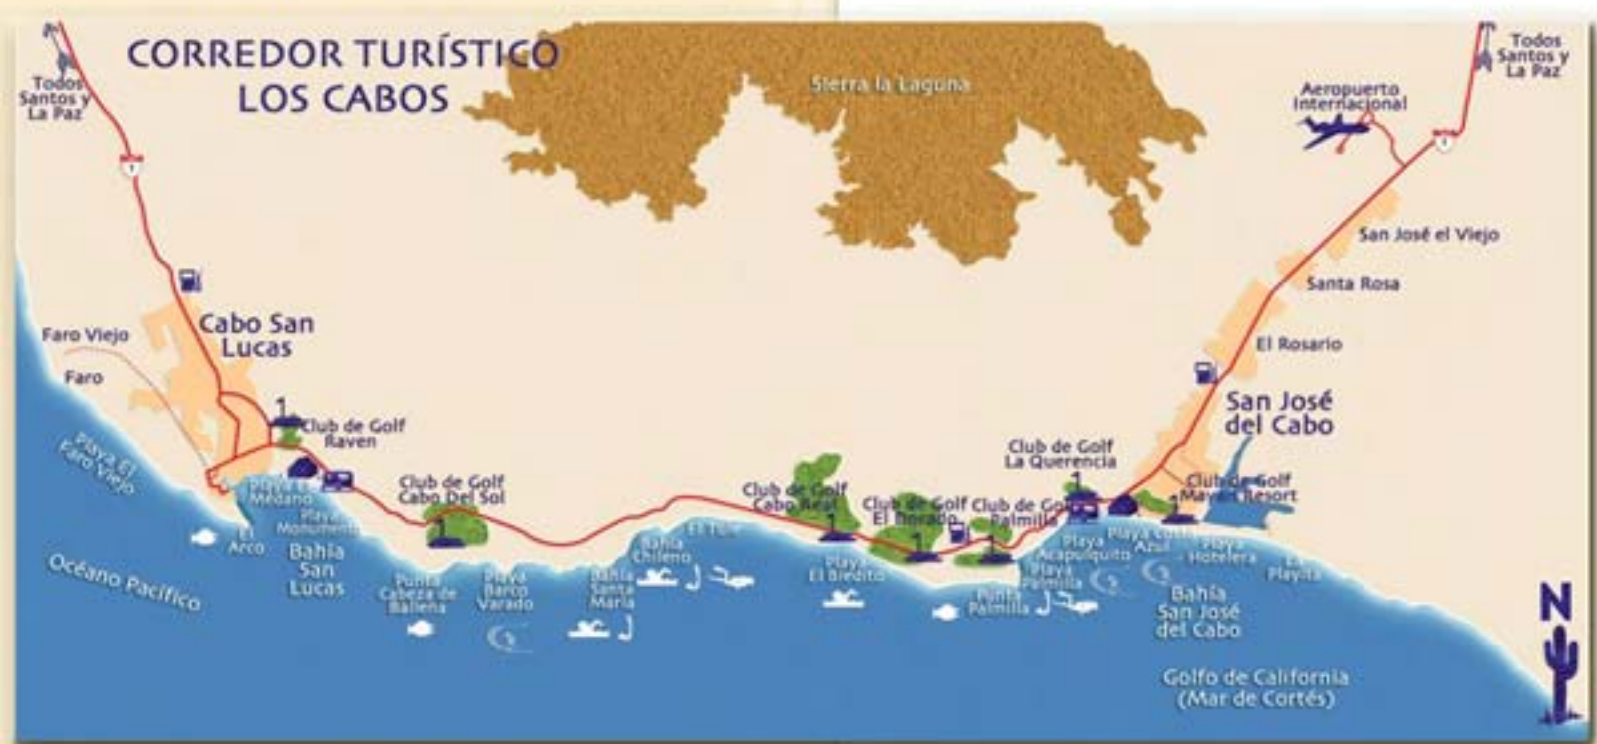 CORREDOR TURÍSTICO
LOS CABOS
Todos
Santos y
La Paz
1
Sierra la Laguna
Aeropuerto
Internacional
Todos
Santos y
La Paz
1
San José el Viejo
Santa Rosa
El Rosario
San José
del Cabo
Cabo San
Lucas
Faro Viejo
Faro
Club de Golf
Raven
Club de Golf
Cabo Del Sol
Club de Golf
Cabo Real
Club de Golf
El Dorado
Club de Golf
Palmilla
Club de Golf
La Querencia
Club de Golf
Mayan Resort
Playa El
Faro Viejo
Océano Pacífico
El
Arco
Playa El
Médano
Playa
Monumento
Bahía
San
Lucas
Punta
Cabeza de
Ballena
Playa
Barco
Varado
Bahía
Santa
María
Bahía
Chileno
El Tule
Playa
El Bledito
Punta
Palmilla
Playa
Palmilla
Playa
Acapulquito
Playa Costa
Azul
Playa
Hotelera
La
Playita
Bahía
San José
del Cabo
Golfo de California
(Mar de Cortés)
N